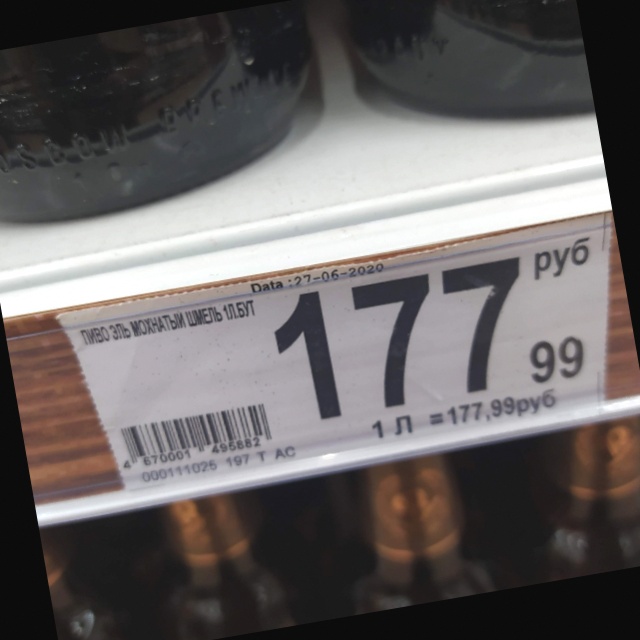 Data :27-06-2020
ПИВО ЭЛЬ МОХНАТЫЙ ШМЕЛЬ 1Л.БУТ
177 руб
99
1 Л =177,99руб
4 670001 495882
000111025 197 Т АС